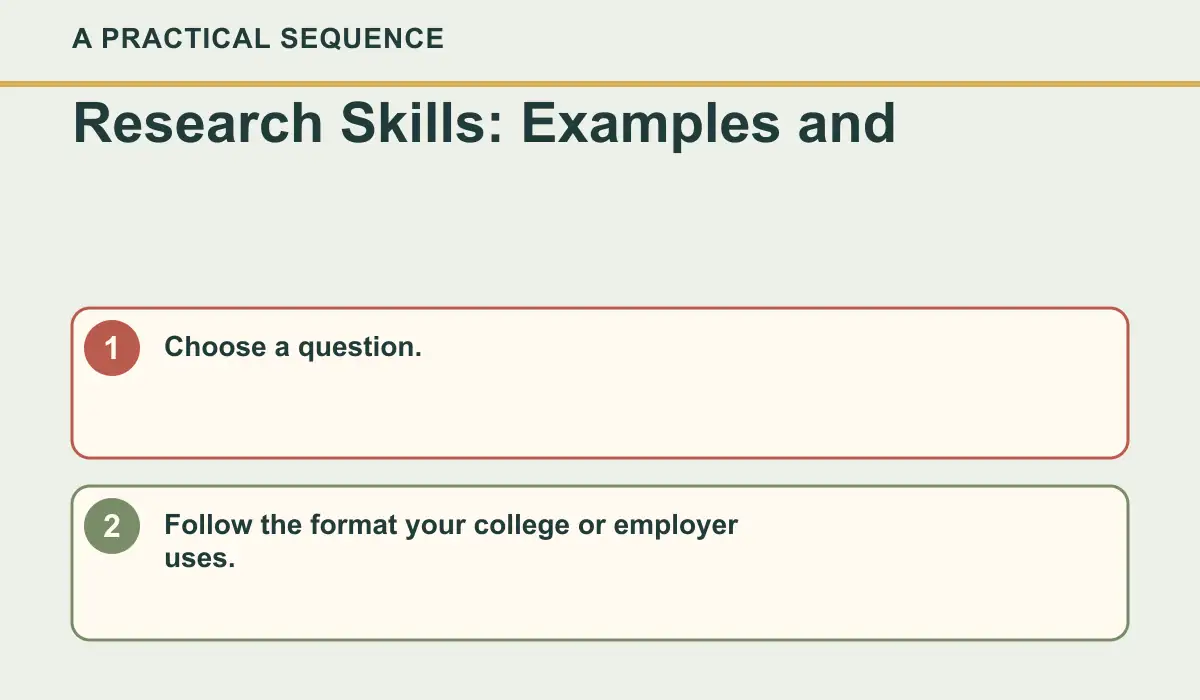 A PRACTICAL SEQUENCE
Research Skills: Examples and
1
Choose a question.
2
Follow the format your college or employer
uses.